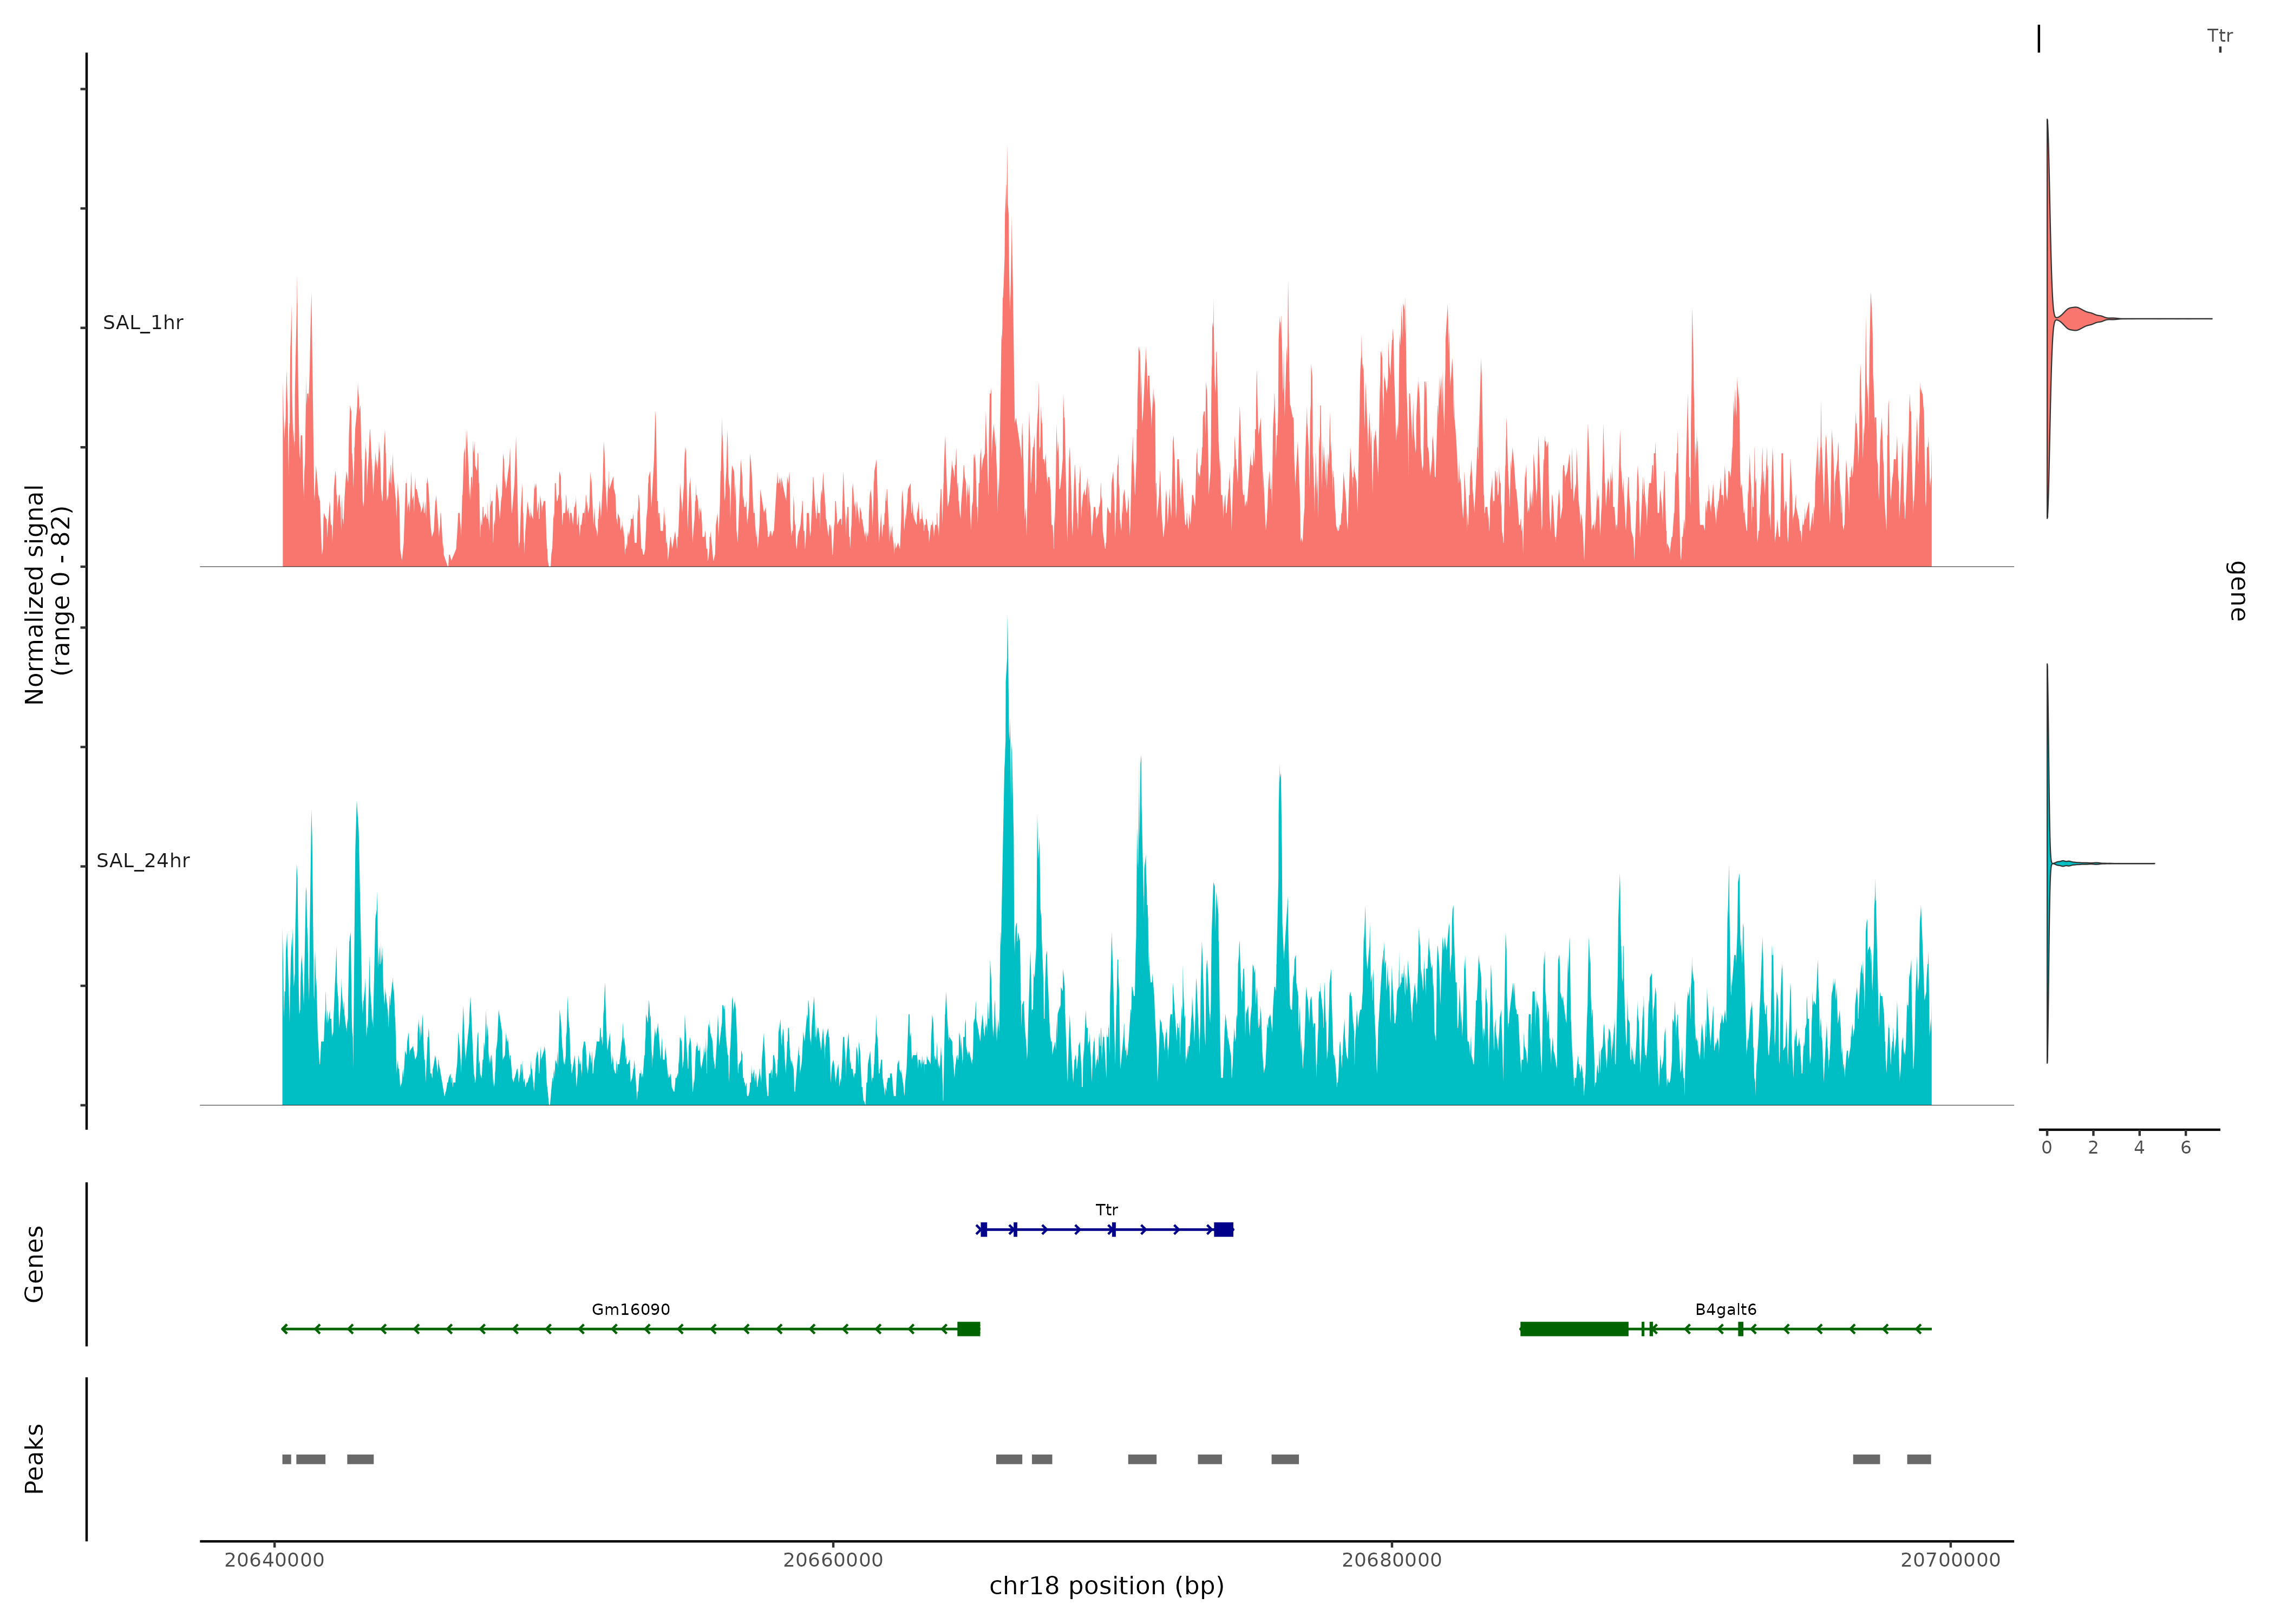 Ttr
SAL_1hr
Normalized signal
(range 0 - 82)
gene
SAL_24hr
0 2 4 6
Genes
Ttr
Gm16090
B4galt6
Peaks
20640000 20660000 20680000 20700000
chr18 position (bp)